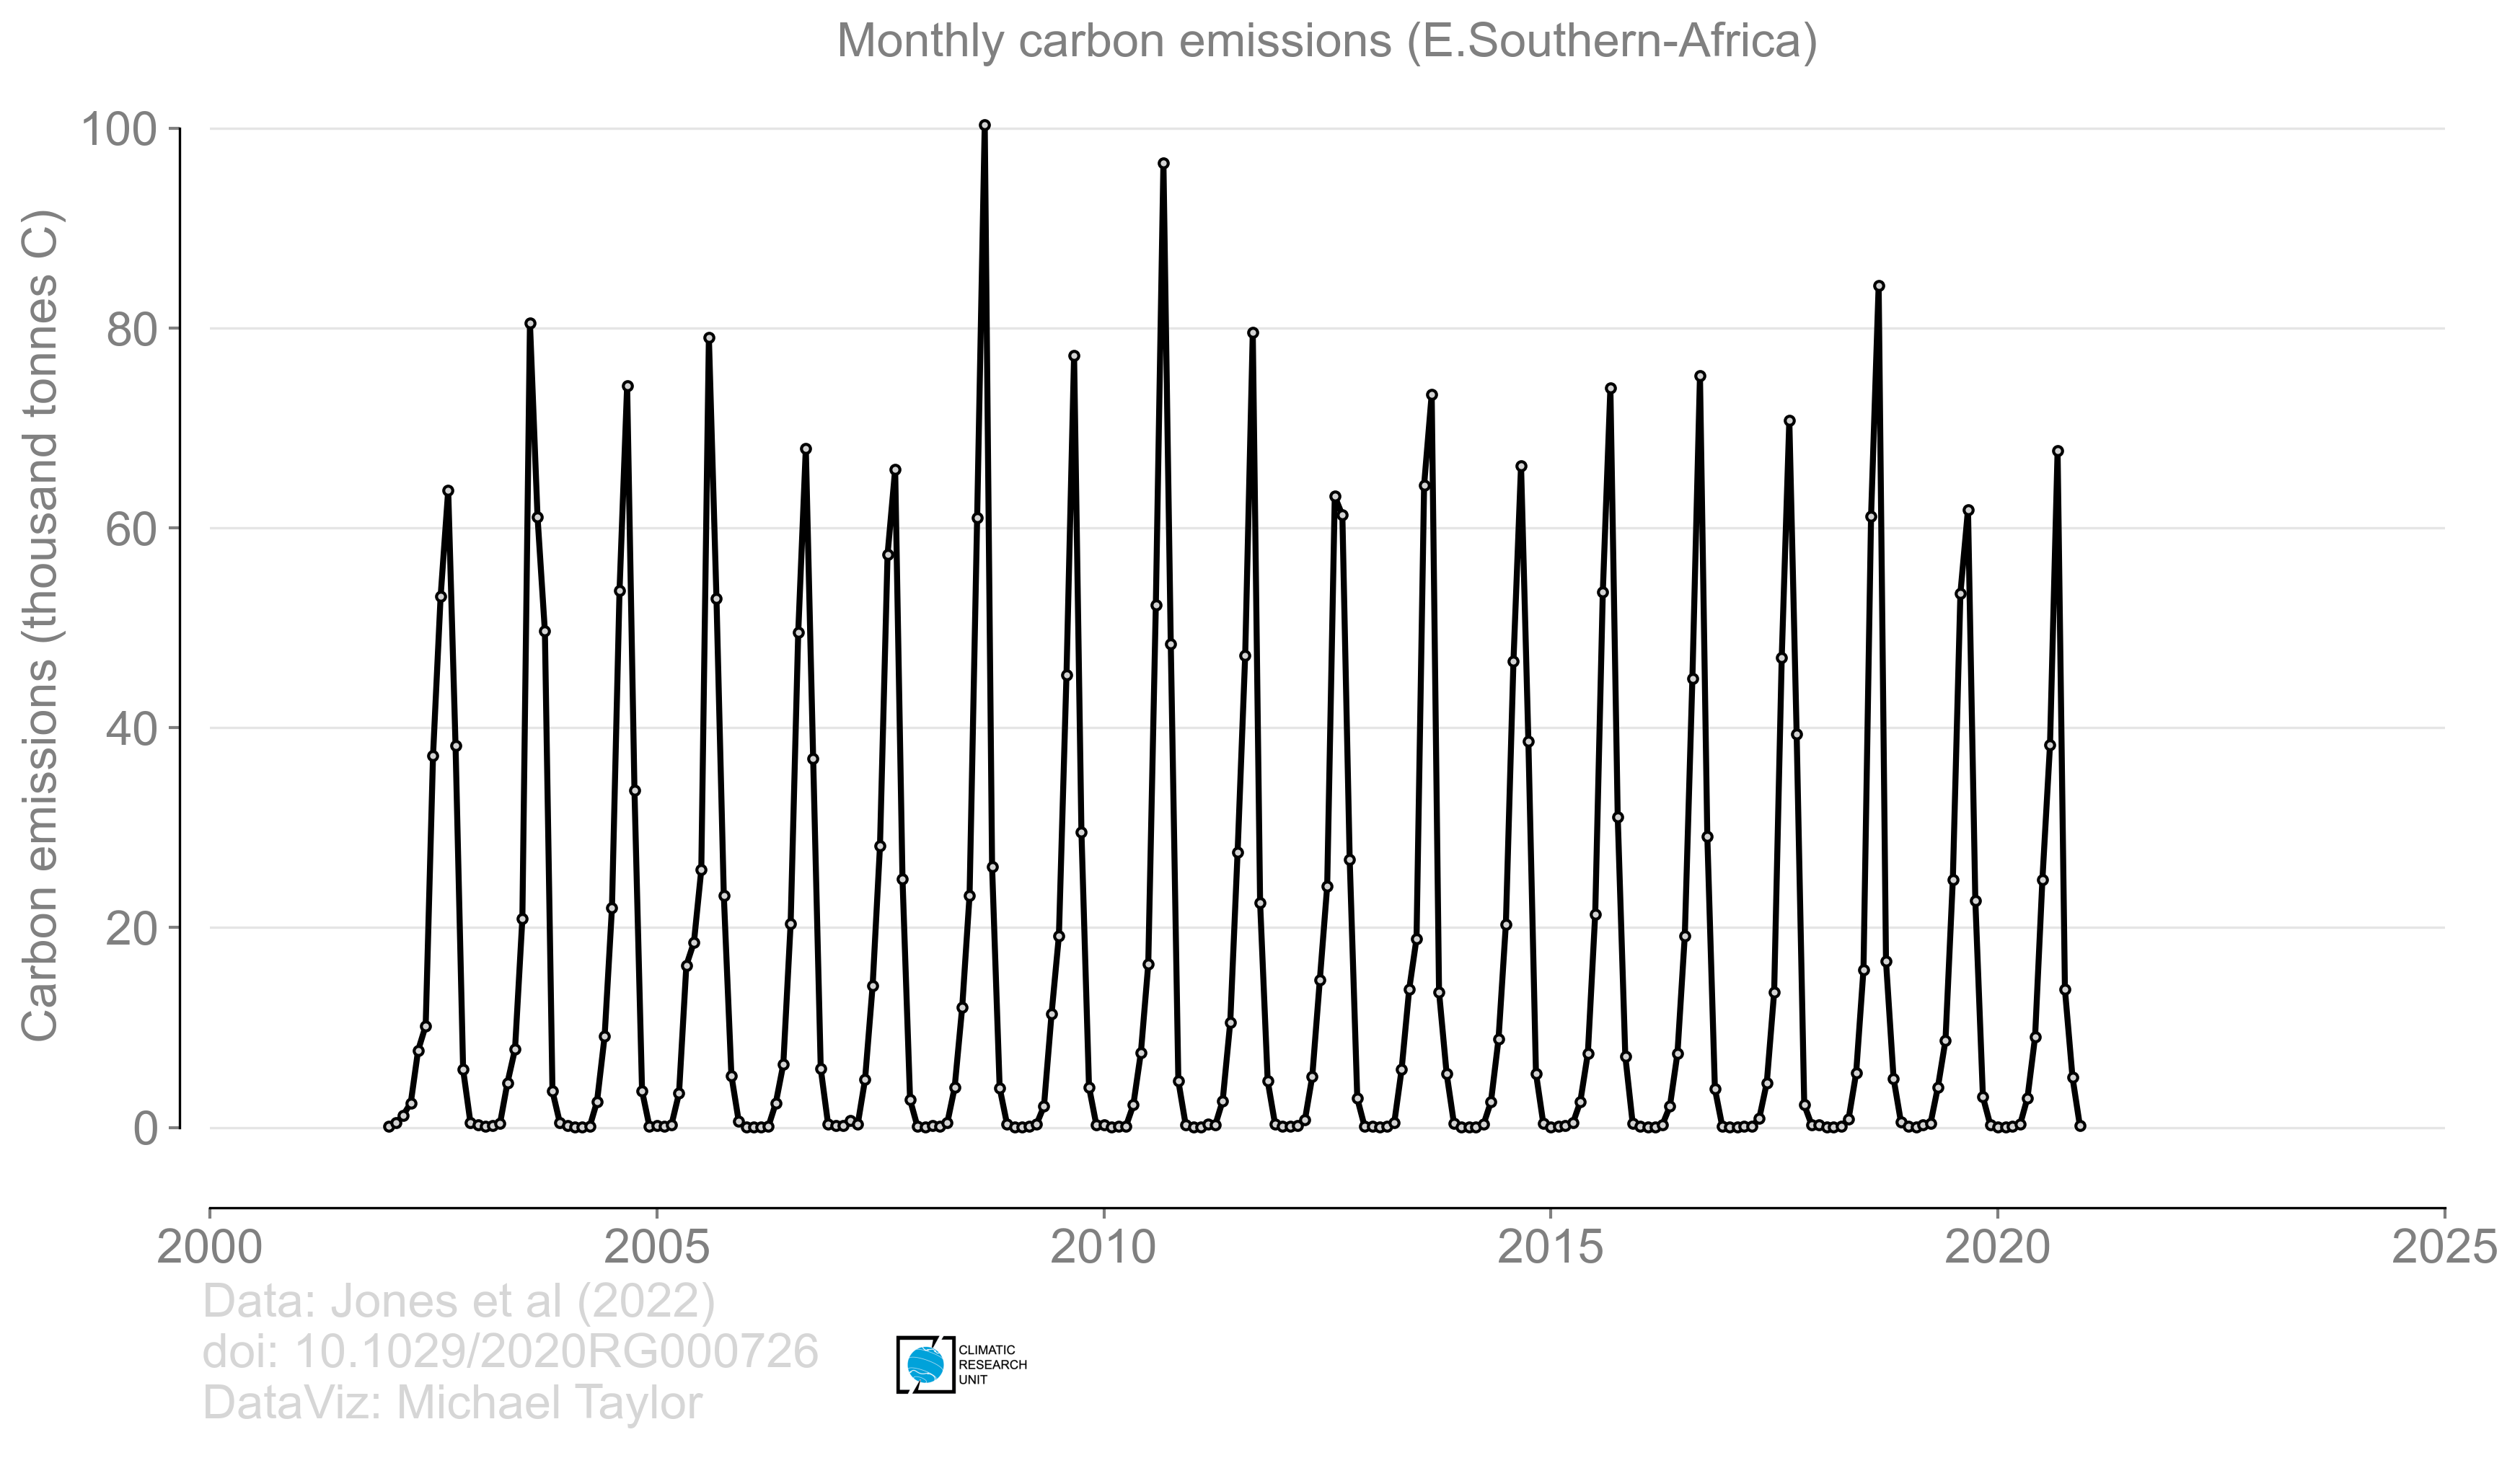 Monthly carbon emissions (E.Southern-Africa)
Carbon emissions (thousand tonnes C)
100
80
60
40
20
0
2000 2005 2010 2015 2020 2025
Data: Jones et al (2022)
doi: 10.1029/2020RG000726
DataViz: Michael Taylor
CLIMATIC
RESEARCH
UNIT